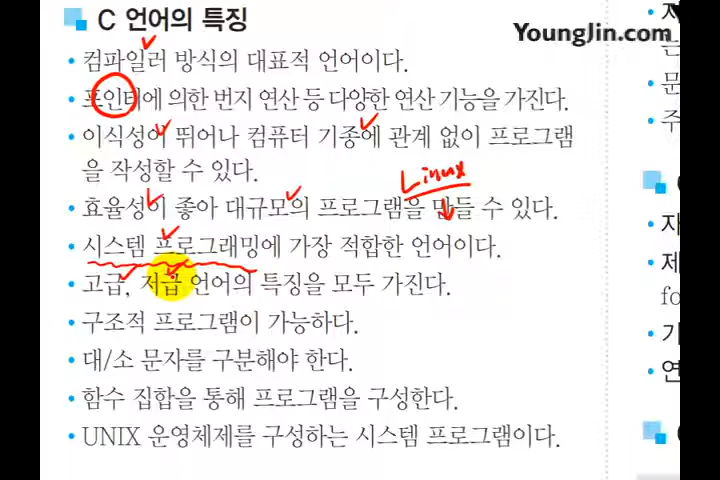 C 언어의 특징
YoungJin.com
• 컴파일러 방식의 대표적 언어이다.
• 포인터에 의한 번지 연산 등 다양한 연산 기능을 가진다.
• 이식성이 뛰어나 컴퓨터 기종에 관계 없이 프로그램
을 작성할 수 있다.
Linux
• 효율성이 좋아 대규모의 프로그램을 만들 수 있다.
• 시스템 프로그래밍에 가장 적합한 언어이다.
• 고급, 저급 언어의 특징을 모두 가진다.
• 구조적 프로그램이 가능하다.
• 대/소 문자를 구분해야 한다.
• 함수 집합을 통해 프로그램을 구성한다.
• UNIX 운영체제를 구성하는 시스템 프로그램이다.
문
주
자
제
fo
기
연